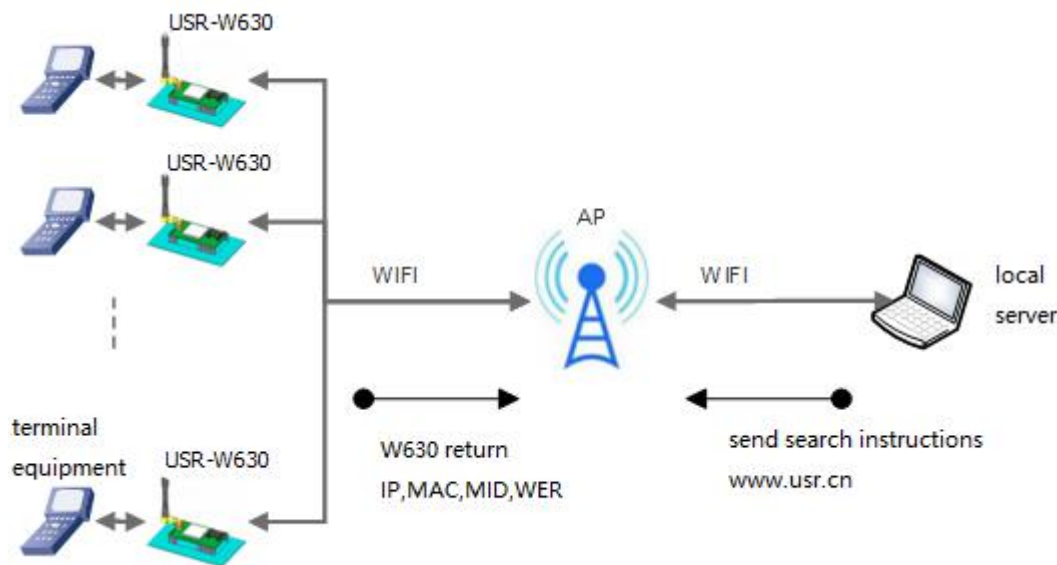 USR-W630
USR-W630
AP
WIFI
WIFI
local
server
terminal
equipment
USR-W630
W630 return
IP,MAC,MID,WER
send search instructions
www.usr.cn